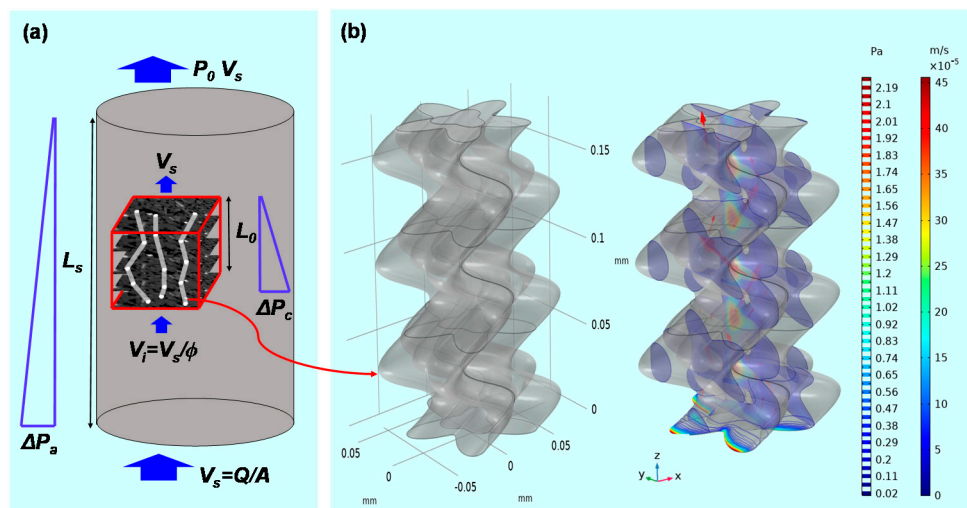 (a)
P0 Vs
Vs
Ls
L0
ΔPc
Vi=Vs/ϕ
ΔPa
Vs=Q/A
(b)
0.15
0.1
mm
0.05
0
0.05
0
-0.05
0
0.05
mm
mm
z
y
x
Pa
2.19
2.1
2.01
1.92
1.83
1.74
1.65
1.56
1.47
1.38
1.29
1.2
1.11
1.02
0.92
0.83
0.74
0.65
0.56
0.47
0.38
0.29
0.2
0.11
0.02
m/s
×10⁻⁵
45
40
35
30
25
20
15
10
5
0